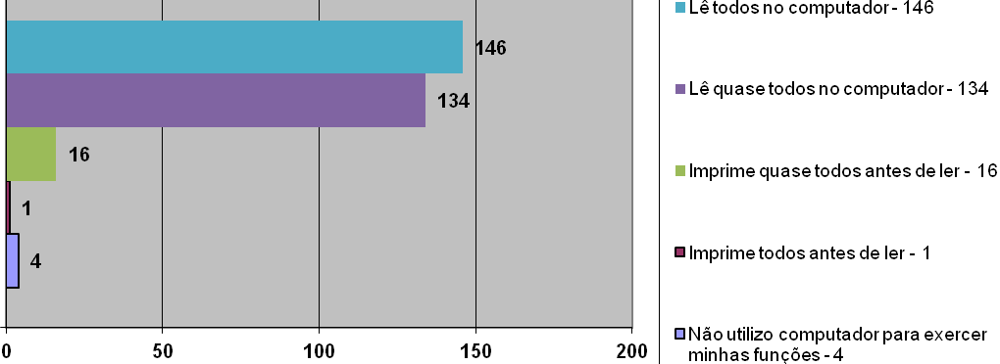 146
134
16
1
4
0 50 100 150 200
Lê todos no computador - 146
Lê quase todos no computador - 134
Imprime quase todos antes de ler - 16
Imprime todos antes de ler - 1
Não utilizo computador para exercer
minhas funções - 4